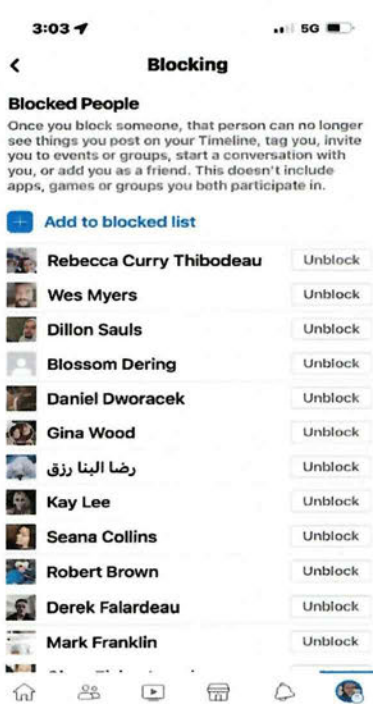 3:03
5G
Blocking
Blocked People
Once you block someone, that person can no longer
see things you post on your Timeline, tag you, invite
you to events or groups, start a conversation with
you, or add you as a friend. This doesn't include
apps, games or groups you both participate in.
Add to blocked list
Rebecca Curry Thibodeau Unblock
Wes Myers Unblock
Dillon Sauls Unblock
Blossom Dering Unblock
Daniel Dworacek Unblock
Gina Wood Unblock
رضا البنا رزق Unblock
Kay Lee Unblock
Seana Collins Unblock
Robert Brown Unblock
Derek Falardeau Unblock
Mark Franklin Unblock